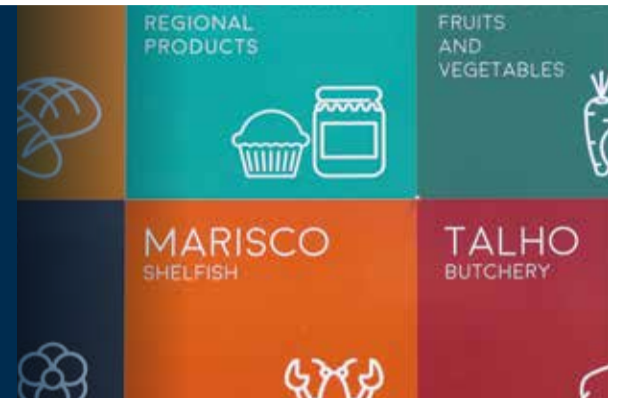 REGIONAL
PRODUCTS
FRUITS
AND
VEGETABLES
MARISCO
SHELFISH
TALHO
BUTCHERY